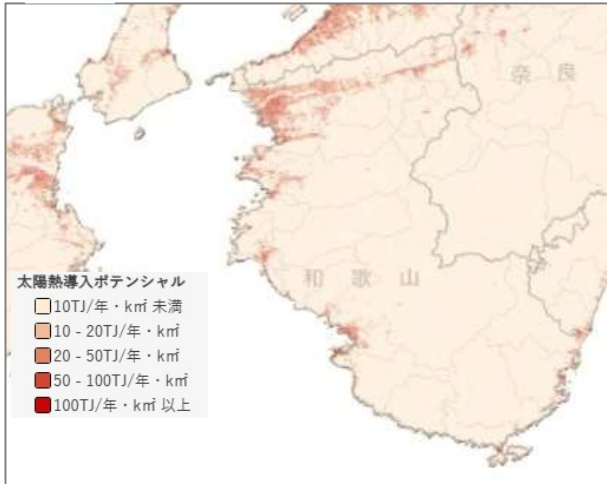 奈良
和歌山
太陽熱導入ポテンシャル
10TJ/年・k㎡ 未満
10 - 20TJ/年・k㎡
20 - 50TJ/年・k㎡
50 - 100TJ/年・k㎡
100TJ/年・k㎡ 以上